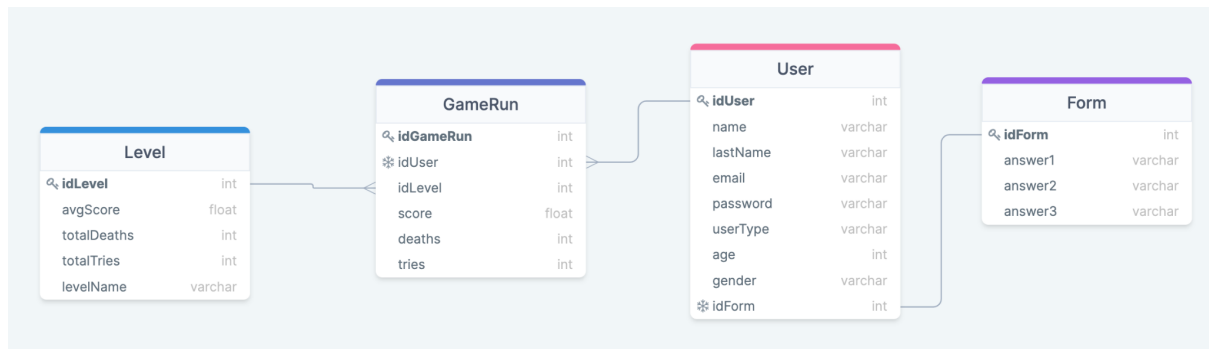 Level
idLevel int
avgScore float
totalDeaths int
totalTries int
levelName varchar
GameRun
idGameRun int
idUser int
idLevel int
score float
deaths int
tries int
User
idUser int
name varchar
lastName varchar
email varchar
password varchar
userType varchar
age int
gender varchar
idForm int
Form
idForm int
answer1 varchar
answer2 varchar
answer3 varchar